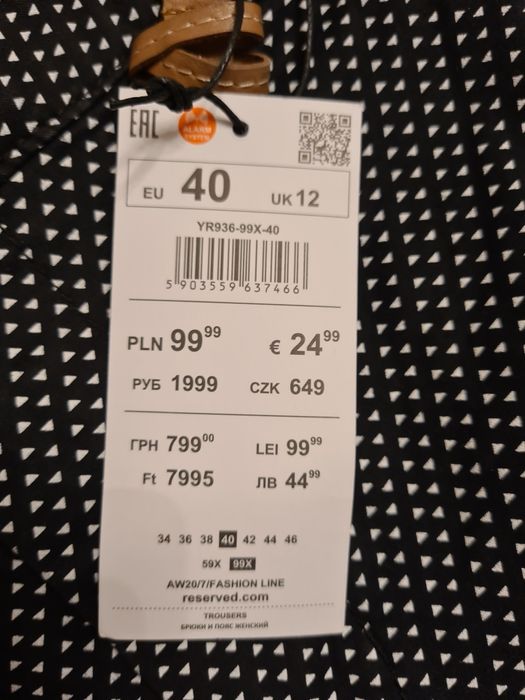 EAC
ALARM
SYSTEM
EU 40 UK 12
YR936-99X-40
5 903559 637466
PLN 99 99 € 24 99
РУБ 1999 CZK 649
ГРН 799 00 LEI 99 99
Ft 7995 ЛВ 44 99
34 36 38 40 42 44 46
59X 99X
AW20/7/FASHION LINE
reserved.com
TROUSERS
БРЮКИ И ПОЯС ЖЕНСКИЙ